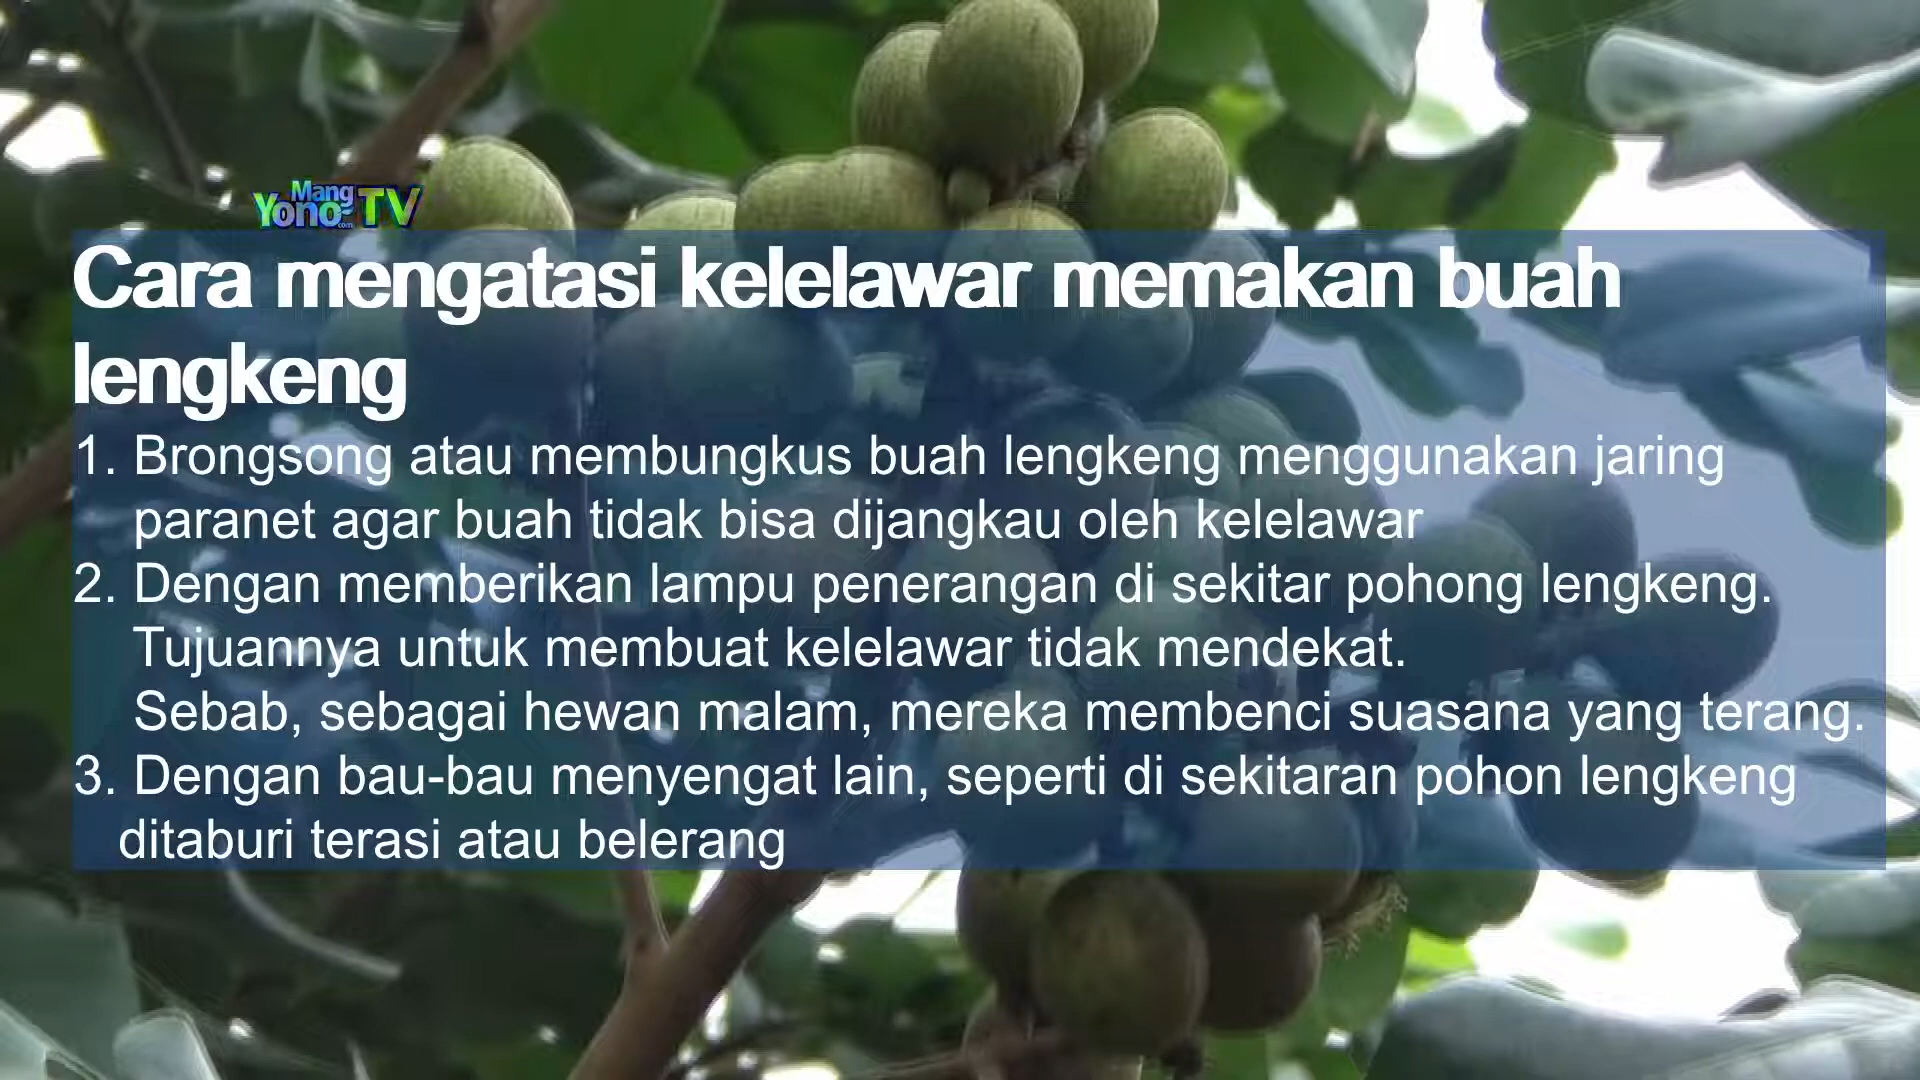 Mang
Yono TV
.com
Cara mengatasi kelelawar memakan buah
lengkeng
1. Brongsong atau membungkus buah lengkeng menggunakan jaring
paranet agar buah tidak bisa dijangkau oleh kelelawar
2. Dengan memberikan lampu penerangan di sekitar pohong lengkeng.
Tujuannya untuk membuat kelelawar tidak mendekat.
Sebab, sebagai hewan malam, mereka membenci suasana yang terang.
3. Dengan bau-bau menyengat lain, seperti di sekitaran pohon lengkeng
ditaburi terasi atau belerang